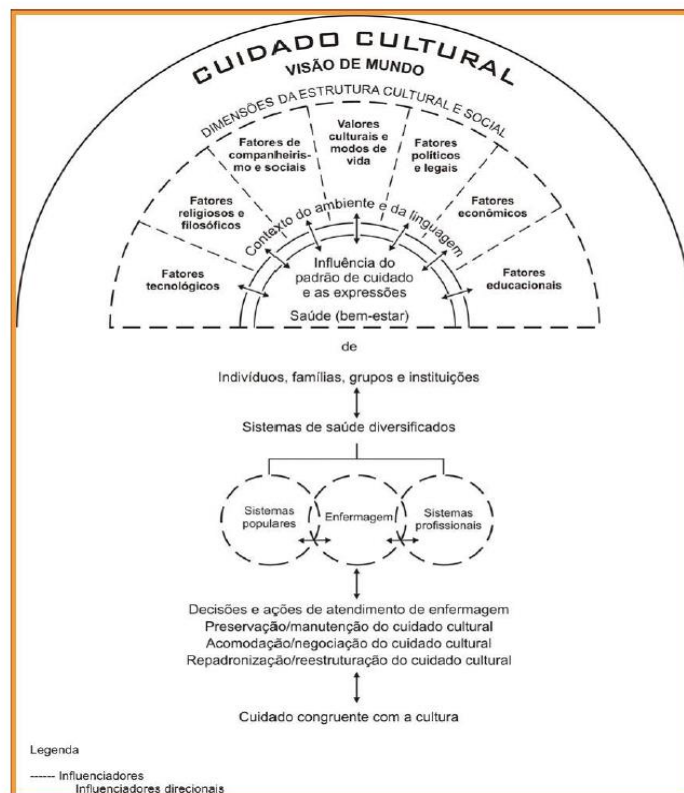 CUIDADO CULTURAL
VISÃO DE MUNDO
DIMENSÕES DA ESTRUTURA CULTURAL E SOCIAL
Fatores
tecnológicos
Fatores
religiosos e
filosóficos
Fatores de
companheiris-
mo e sociais
Valores
culturais e
modos de
vida
Fatores
políticos
e legais
Fatores
econômicos
Fatores
educacionais
Contexto do ambiente e da linguagem
Influência do
padrão de cuidado
e as expressões
Saúde (bem-estar)
de
Indivíduos, famílias, grupos e instituições
Sistemas de saúde diversificados
Sistemas
populares
Enfermagem
Sistemas
profissionais
Decisões e ações de atendimento de enfermagem
Preservação/manutenção do cuidado cultural
Acomodação/negociação do cuidado cultural
Repadronização/reestruturação do cuidado cultural
Cuidado congruente com a cultura
Legenda
------ Influenciadores
Influenciadores direcionais